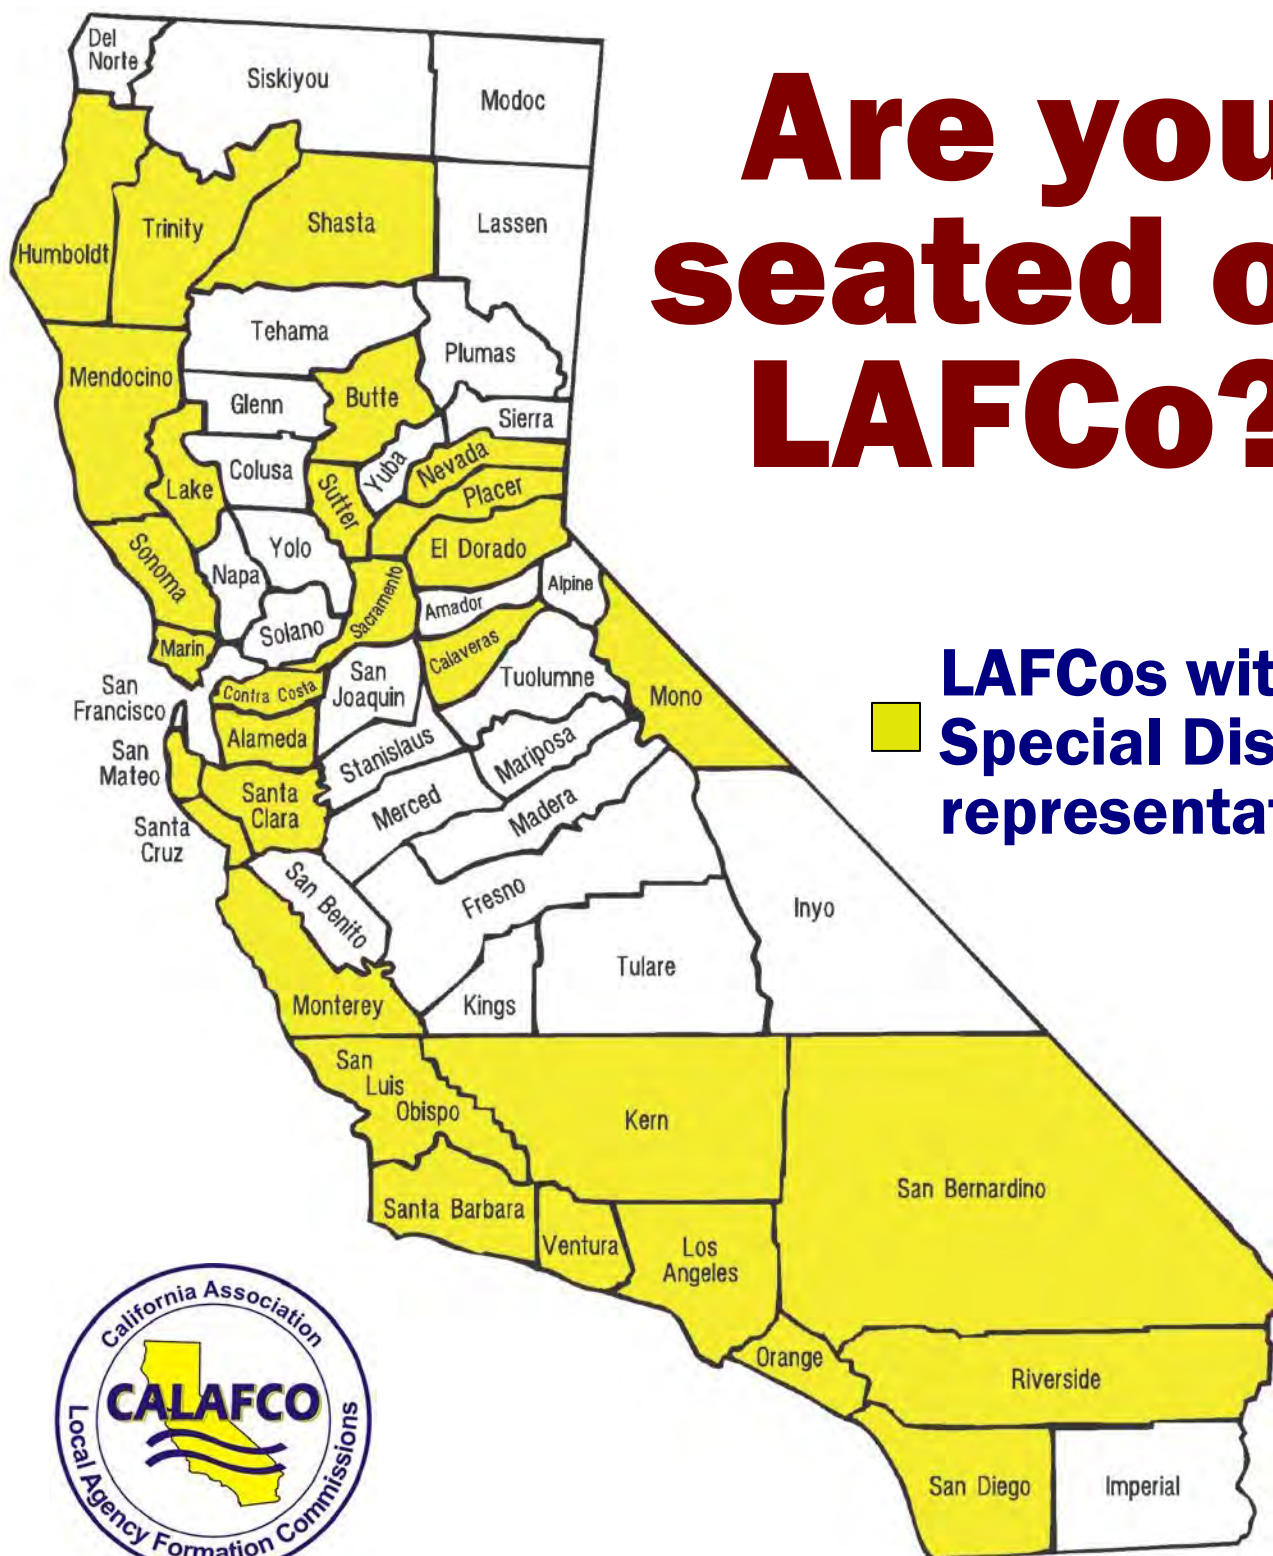 Are you
seated o
LAFCo?
LAFCos wit
Special Dis
representat
Del
Norte
Siskiyou
Modoc
Humboldt
Trinity
Shasta
Lassen
Tehama
Plumas
Mendocino
Glenn
Butte
Sierra
Colusa
Lake
Sutter
Yuba
Nevada
Placer
Sonoma
Napa
Yolo
El Dorado
Sacramento
Amador
Alpine
Solano
Marin
Calaveras
Tuolumne
Mono
Contra Costa
San
Joaquin
San
Francisco
Alameda
Stanislaus
Mariposa
San
Mateo
Santa
Clara
Merced
Madera
Santa
Cruz
San Benito
Fresno
Inyo
Monterey
Kings
Tulare
San
Luis
Obispo
Kern
San Bernardino
Santa Barbara
Ventura
Los
Angeles
Orange
Riverside
San Diego
Imperial
California Association
CALAFCO
Local Agency Formation Commissions